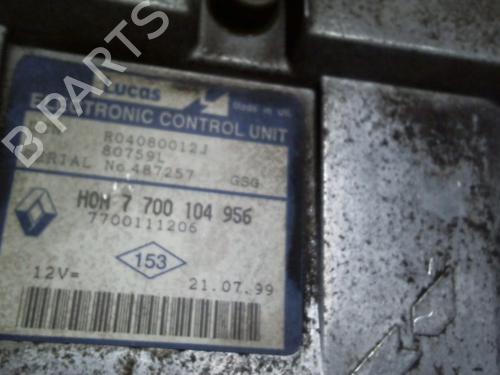 B-PARTS
Lucas
Made in UK
ELECTRONIC CONTROL UNIT
R04080012J
80759L
SERIAL No.487257 GSG
HOM 7 700 104 956
7700111206
153
12V= 21.07.99